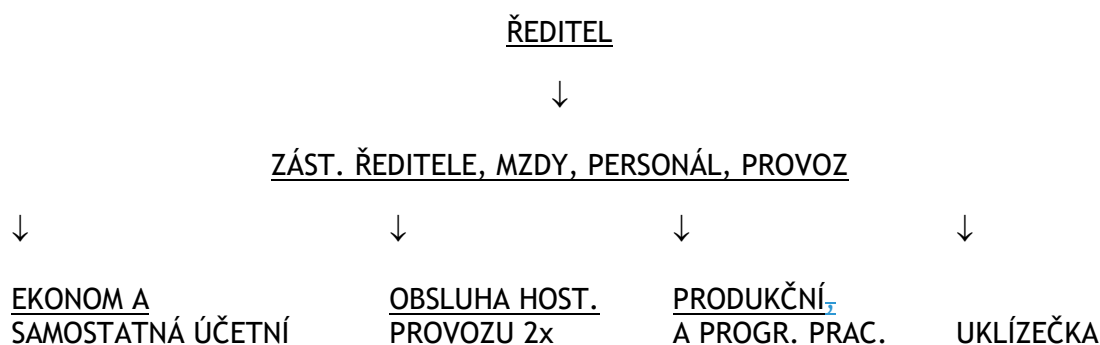 ŘEDITEL
↓
ZÁST. ŘEDITELE, MZDY, PERSONÁL, PROVOZ
↓ ↓ ↓ ↓
EKONOM A OBSLUHA HOST. PRODUKČNÍ,
SAMOSTATNÁ ÚČETNÍ PROVOZU 2x A PROGR. PRAC. UKLÍZEČKA